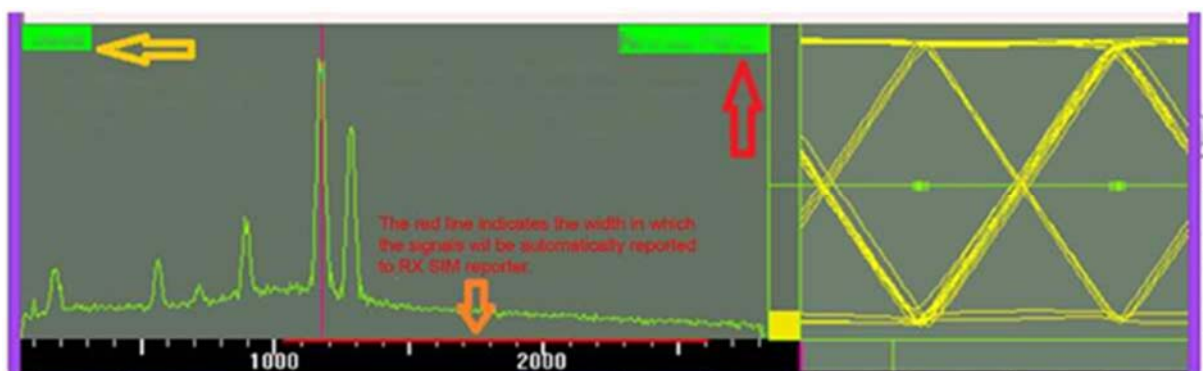 The red line indicates the width in which
the signals will be automatically reported
to RX SIM reporter.
1000
2000